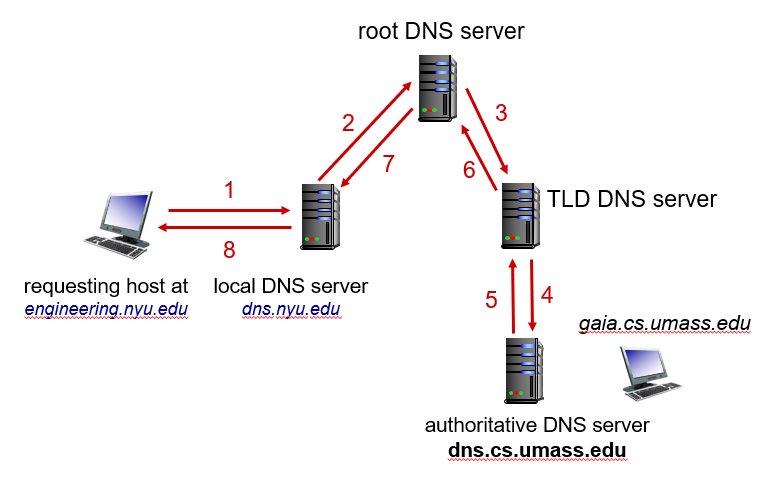 root DNS server
2
3
7
6
1
TLD DNS server
8
requesting host at
engineering.nyu.edu
local DNS server
dns.nyu.edu
5
4
gaia.cs.umass.edu
authoritative DNS server
dns.cs.umass.edu